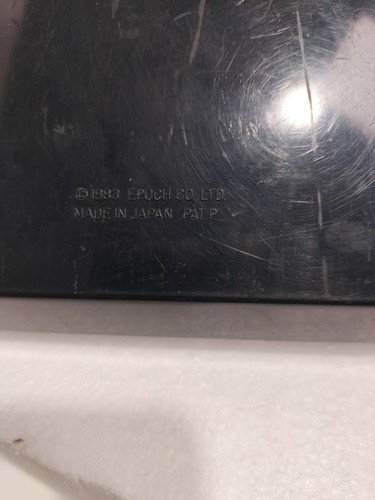 ©1983 EPOCH CO., LTD.
MADE IN JAPAN PAT.P.